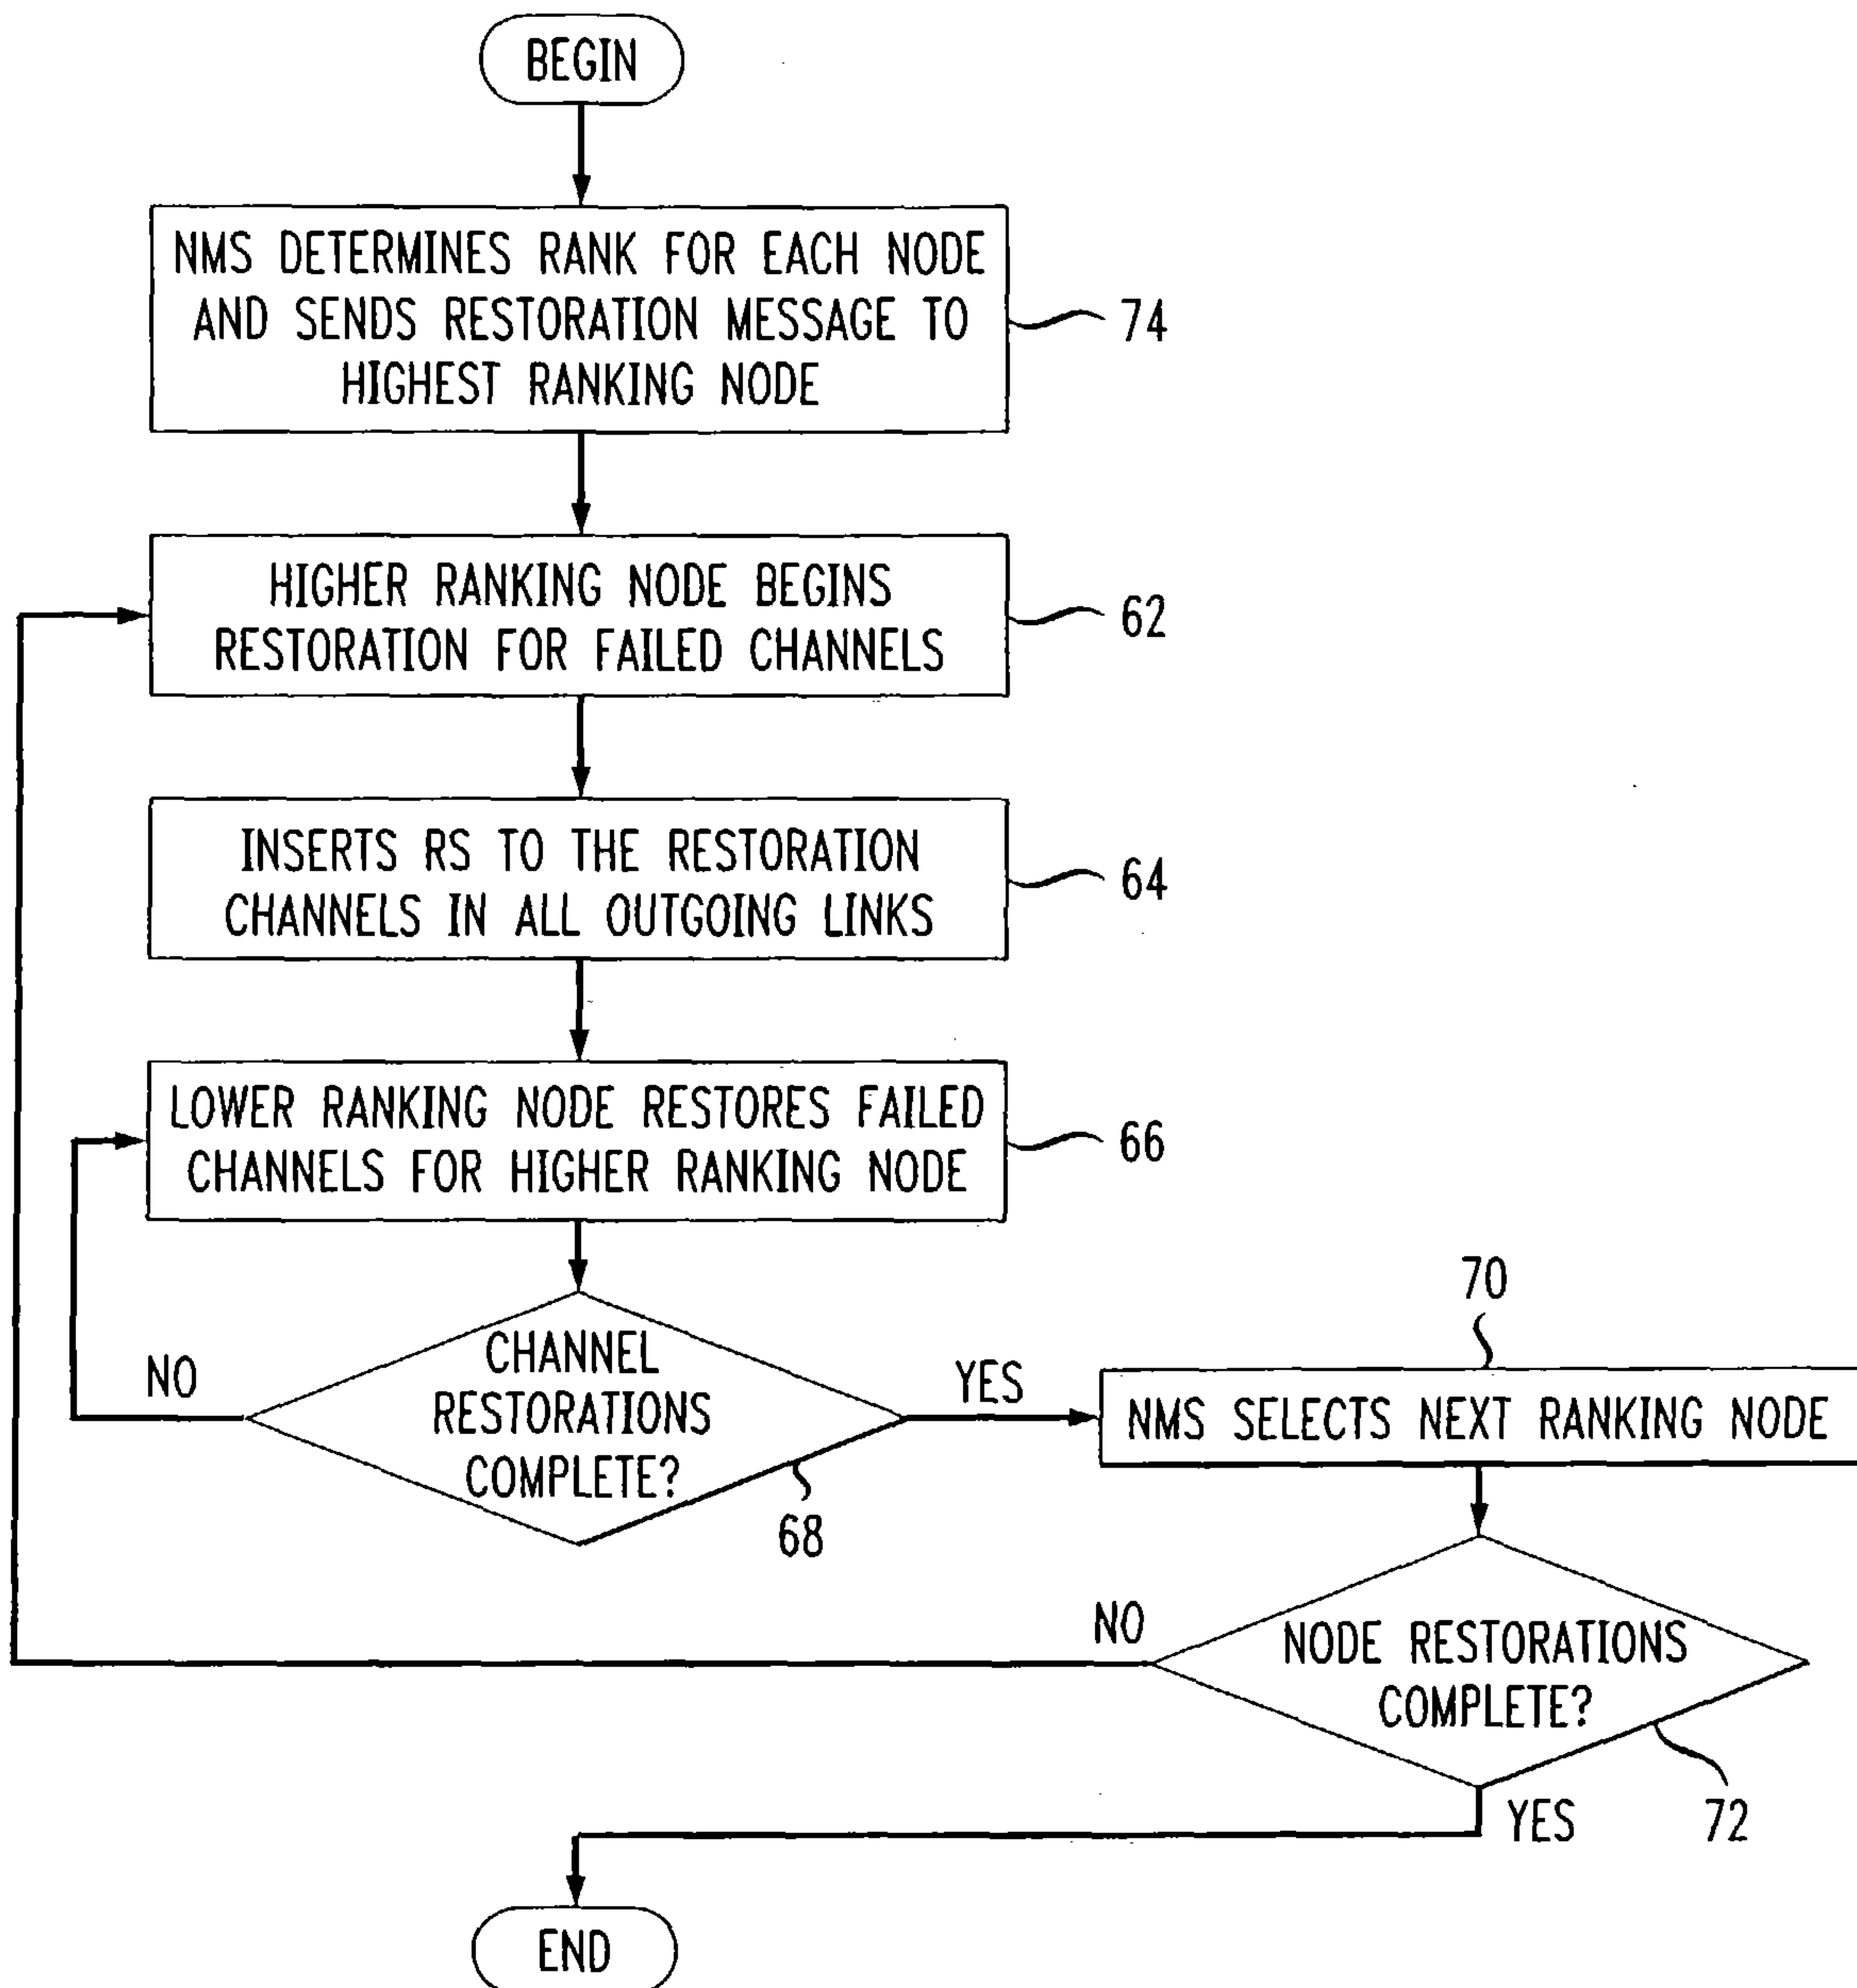 BEGIN
NMS DETERMINES RANK FOR EACH NODE
AND SENDS RESTORATION MESSAGE TO
HIGHEST RANKING NODE
74
HIGHER RANKING NODE BEGINS
RESTORATION FOR FAILED CHANNELS
62
INSERTS RS TO THE RESTORATION
CHANNELS IN ALL OUTGOING LINKS
64
LOWER RANKING NODE RESTORES FAILED
CHANNELS FOR HIGHER RANKING NODE
66
CHANNEL
RESTORATIONS
COMPLETE?
NO
YES
68
70
NMS SELECTS NEXT RANKING NODE
NO
NODE RESTORATIONS
COMPLETE?
72
YES
END